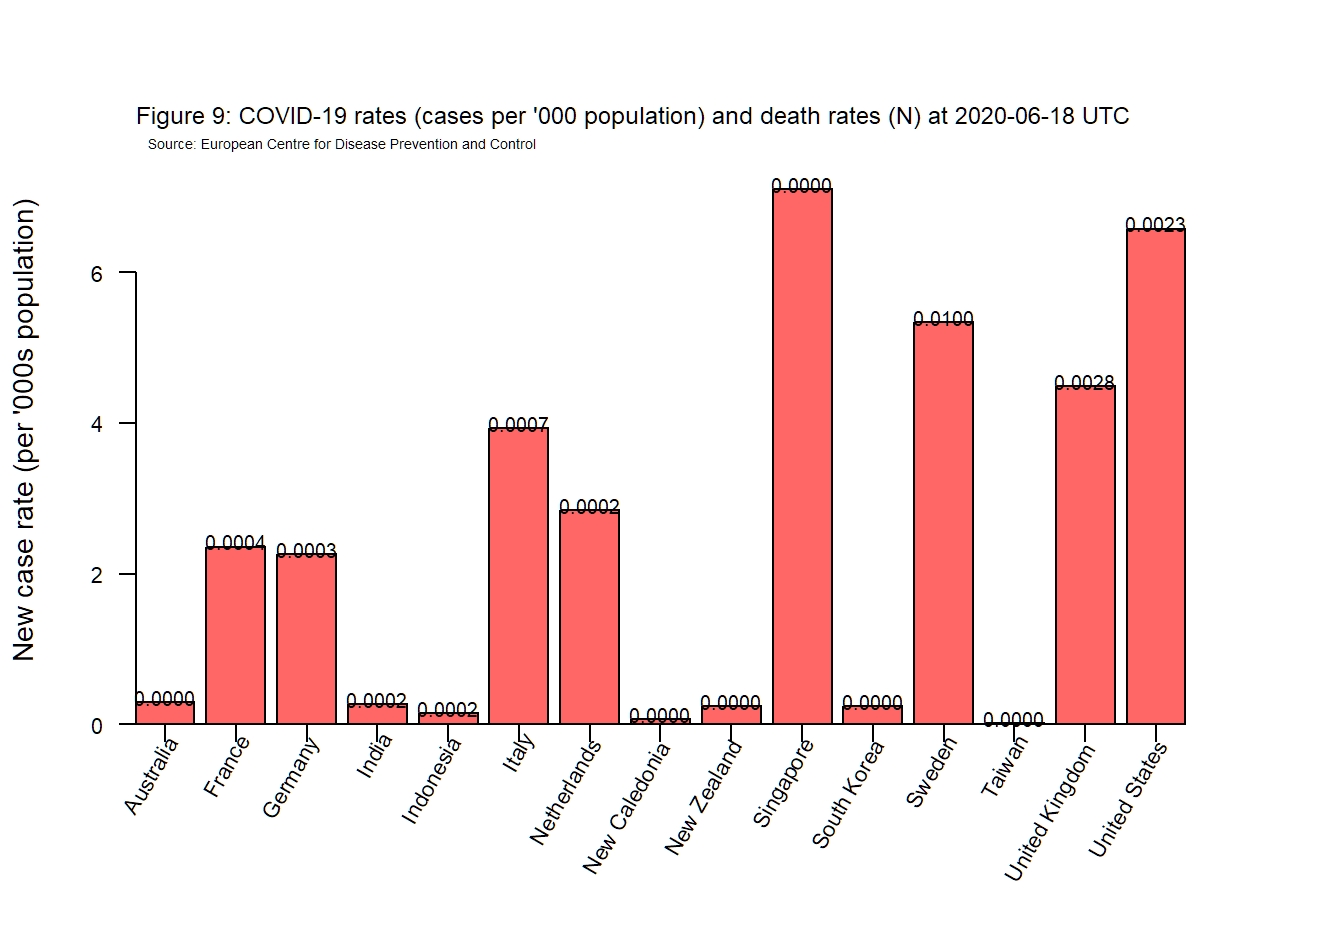 Figure 9: COVID-19 rates (cases per '000 population) and death rates (N) at 2020-06-18 UTC
Source: European Centre for Disease Prevention and Control
New case rate (per '000s population)
6
4
2
0
0.0000
0.0004
0.0003
0.0002
0.0002
0.0007
0.0002
0.0000
0.0000
0.0000
0.0000
0.0100
0.0000
0.0028
0.0023
Australia
France
Germany
India
Indonesia
Italy
Netherlands
New Caledonia
New Zealand
Singapore
South Korea
Sweden
Taiwan
United Kingdom
United States